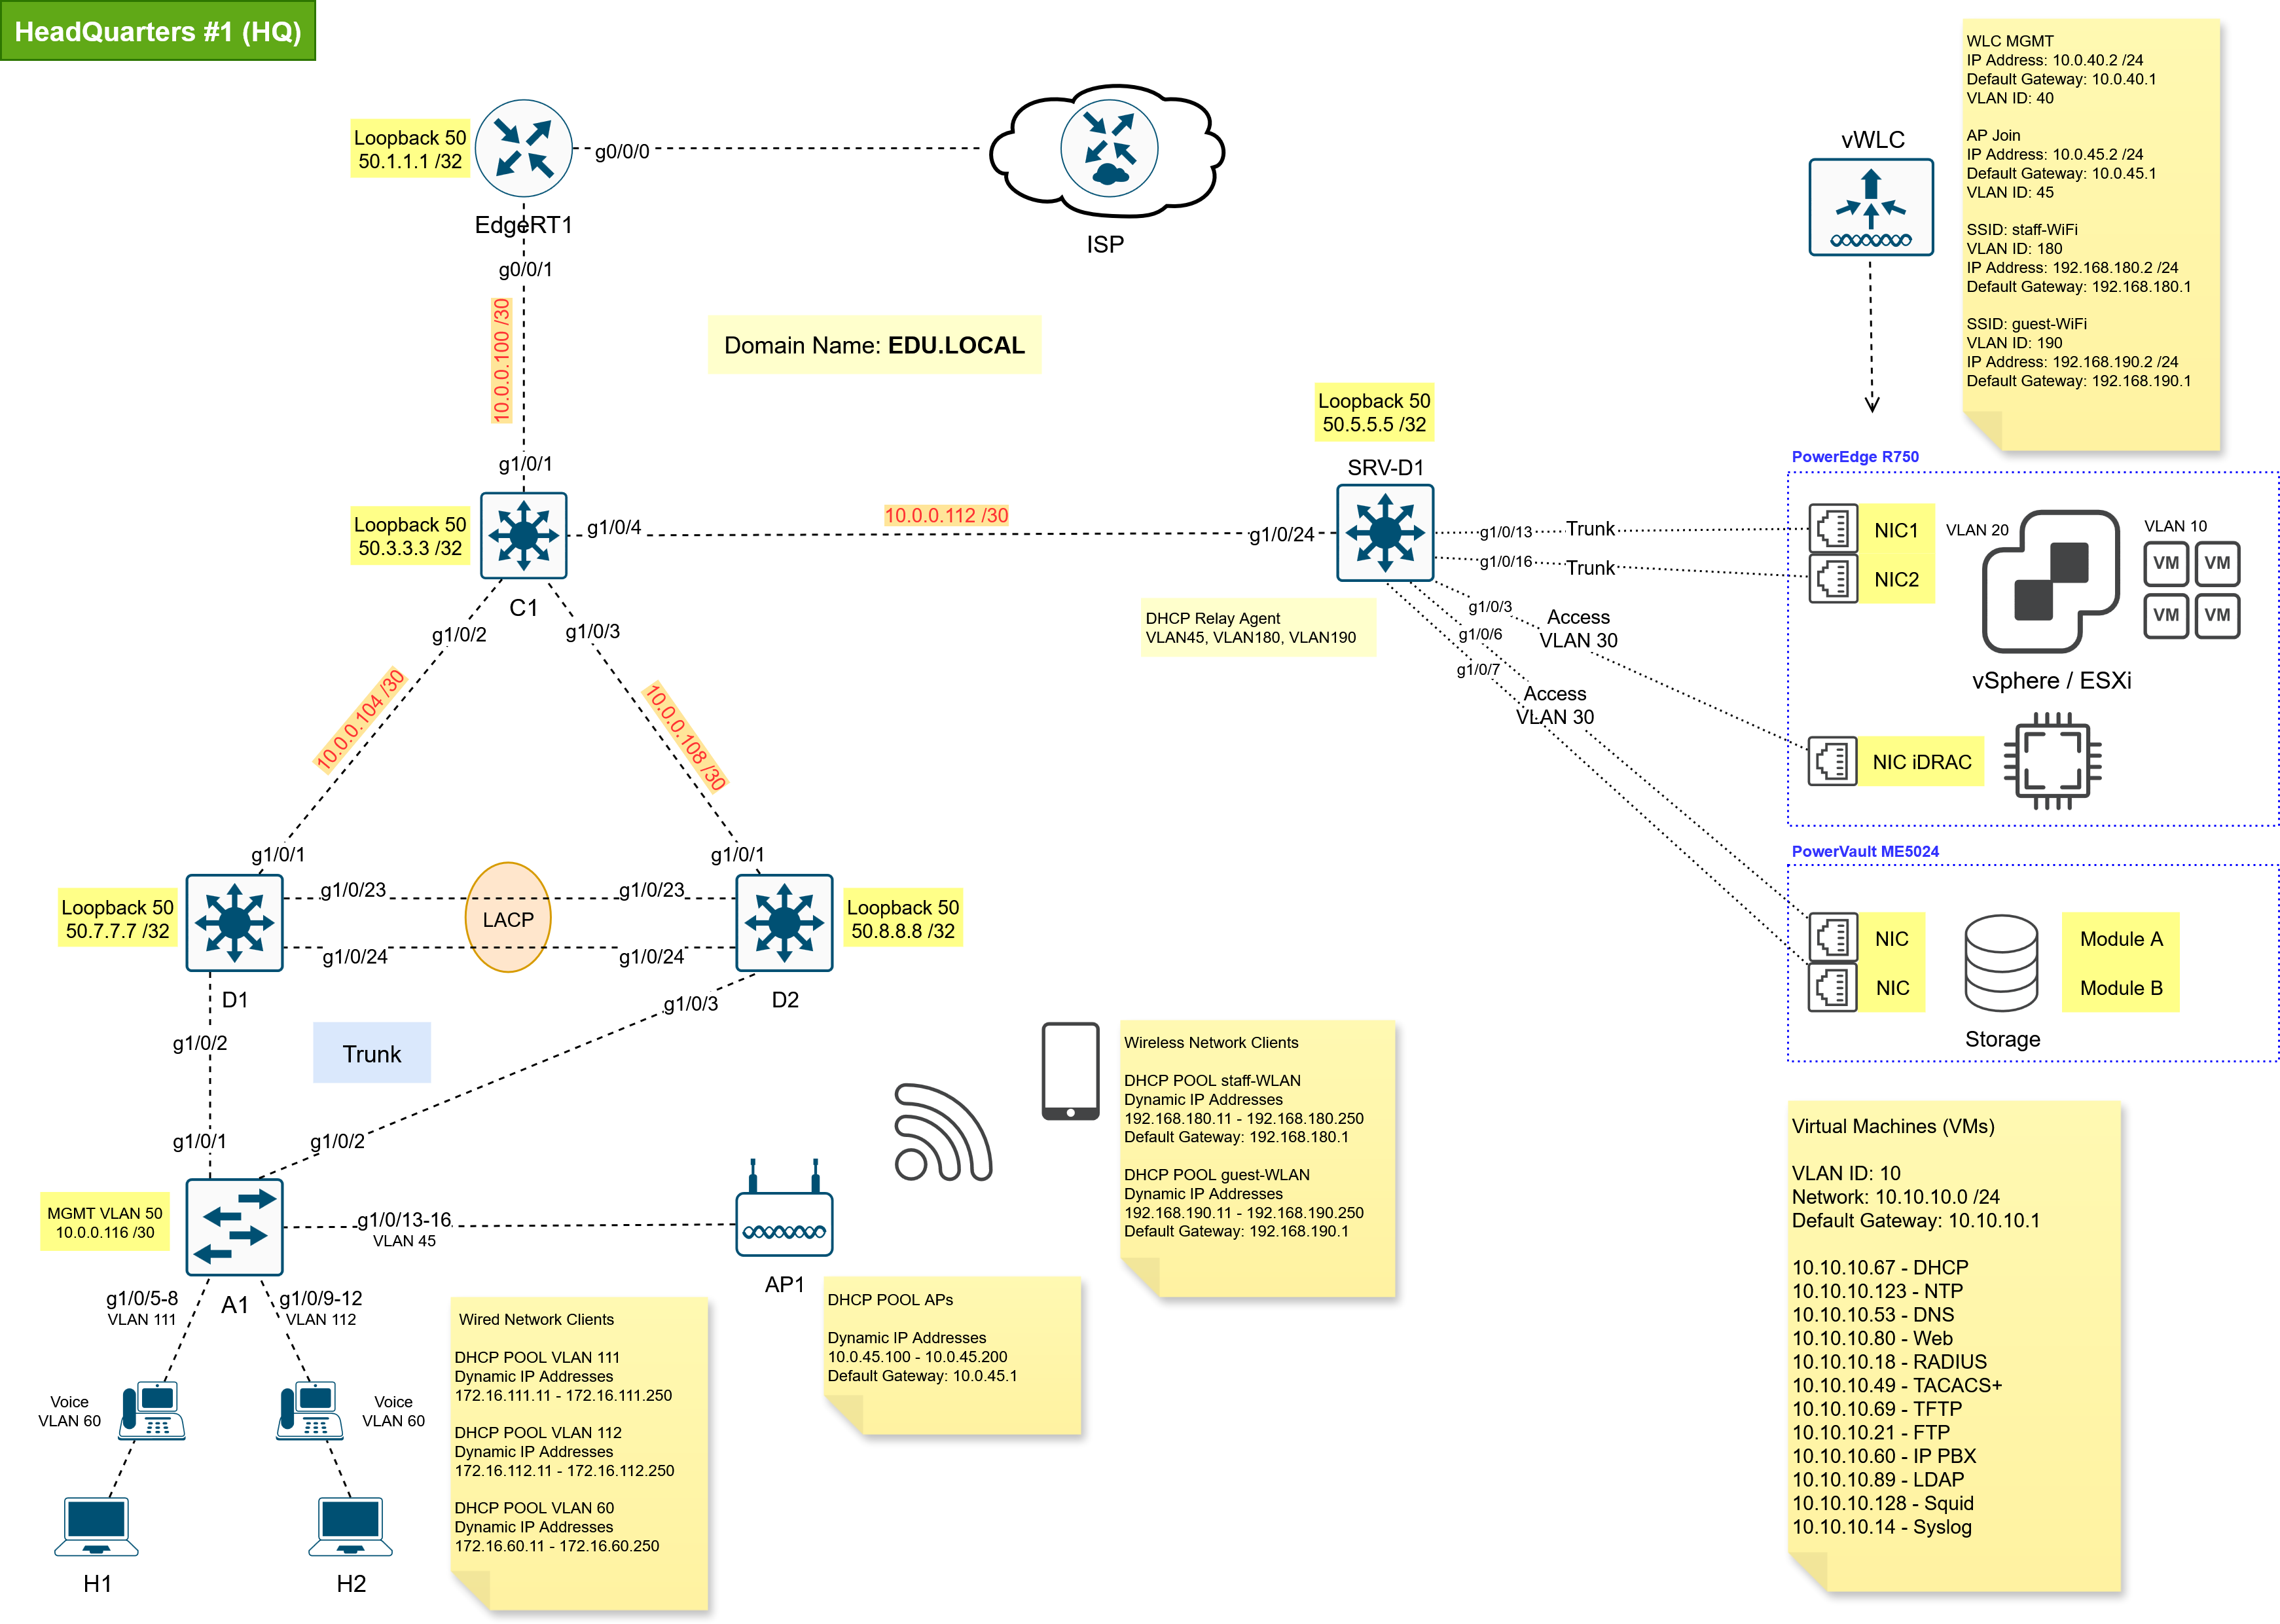 HeadQuarters #1 (HQ)
Loopback 50
50.1.1.1 /32
EdgeRT1
g0/0/0
ISP
g0/0/1
10.0.0.100 /30
Domain Name: EDU.LOCAL
vWLC
WLC MGMT
IP Address: 10.0.40.2 /24
Default Gateway: 10.0.40.1
VLAN ID: 40
AP Join
IP Address: 10.0.45.2 /24
Default Gateway: 10.0.45.1
VLAN ID: 45
SSID: staff-WiFi
VLAN ID: 180
IP Address: 192.168.180.2 /24
Default Gateway: 192.168.180.1
SSID: guest-WiFi
VLAN ID: 190
IP Address: 192.168.190.2 /24
Default Gateway: 192.168.190.1
g1/0/1
Loopback 50
50.3.3.3 /32
C1
g1/0/4
10.0.0.112 /30
g1/0/24
Loopback 50
50.5.5.5 /32
SRV-D1
DHCP Relay Agent
VLAN45, VLAN180, VLAN190
g1/0/13
Trunk
g1/0/16
Trunk
g1/0/3
Access
VLAN 30
g1/0/6
g1/0/7
Access
VLAN 30
PowerEdge R750
NIC1
NIC2
VLAN 20
VLAN 10
VM
VM
VM
VM
vSphere / ESXi
NIC iDRAC
PowerVault ME5024
NIC
NIC
Storage
Module A
Module B
g1/0/2
g1/0/3
10.0.0.104 /30
10.0.0.108 /30
g1/0/1
g1/0/1
Loopback 50
50.7.7.7 /32
D1
g1/0/23
g1/0/23
LACP
g1/0/24
g1/0/24
Loopback 50
50.8.8.8 /32
D2
g1/0/2
g1/0/3
Trunk
g1/0/1
g1/0/2
MGMT VLAN 50
10.0.0.116 /30
A1
g1/0/13-16
VLAN 45
AP1
g1/0/5-8
VLAN 111
g1/0/9-12
VLAN 112
Voice
VLAN 60
Voice
VLAN 60
H1
H2
Wired Network Clients
DHCP POOL VLAN 111
Dynamic IP Addresses
172.16.111.11 - 172.16.111.250
DHCP POOL VLAN 112
Dynamic IP Addresses
172.16.112.11 - 172.16.112.250
DHCP POOL VLAN 60
Dynamic IP Addresses
172.16.60.11 - 172.16.60.250
DHCP POOL APs
Dynamic IP Addresses
10.0.45.100 - 10.0.45.200
Default Gateway: 10.0.45.1
Wireless Network Clients
DHCP POOL staff-WLAN
Dynamic IP Addresses
192.168.180.11 - 192.168.180.250
Default Gateway: 192.168.180.1
DHCP POOL guest-WLAN
Dynamic IP Addresses
192.168.190.11 - 192.168.190.250
Default Gateway: 192.168.190.1
Virtual Machines (VMs)
VLAN ID: 10
Network: 10.10.10.0 /24
Default Gateway: 10.10.10.1
10.10.10.67 - DHCP
10.10.10.123 - NTP
10.10.10.53 - DNS
10.10.10.80 - Web
10.10.10.18 - RADIUS
10.10.10.49 - TACACS+
10.10.10.69 - TFTP
10.10.10.21 - FTP
10.10.10.60 - IP PBX
10.10.10.89 - LDAP
10.10.10.128 - Squid
10.10.10.14 - Syslog